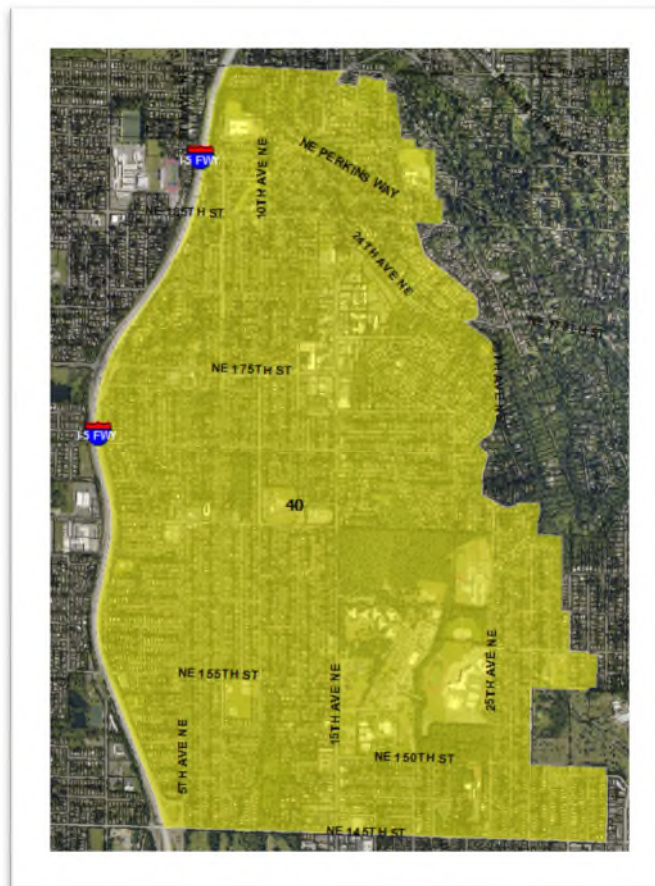 I-5 FWY
10TH AVE NE
NE PERKINS WAY
24TH AVE NE
NE 175TH ST
I-5 FWY
40
NE 155TH ST
15TH AVE NE
25TH AVE NE
5TH AVE NE
NE 150TH ST
NE 145TH ST